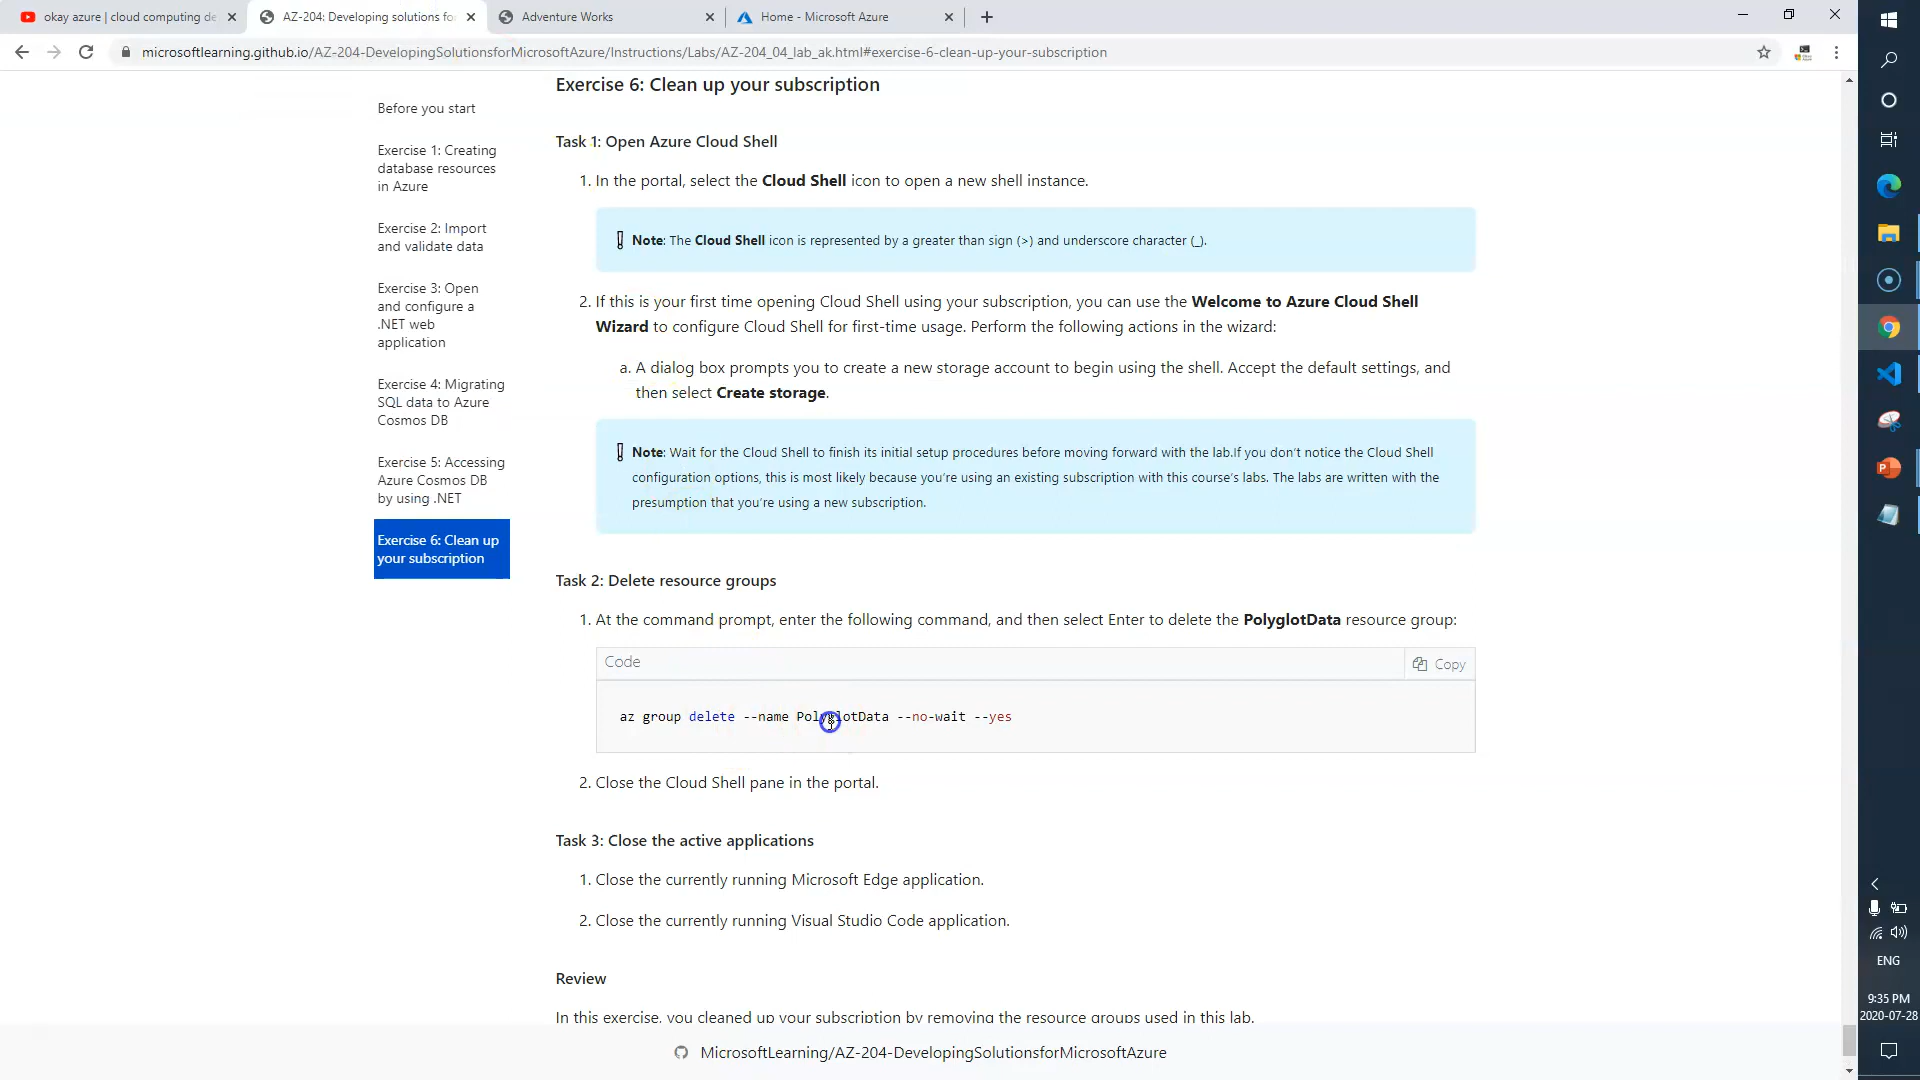 okay azure | cloud computing de
AZ-204: Developing solutions fo
Adventure Works
Home - Microsoft Azure
microsoftlearning.github.io/AZ-204-DevelopingSolutionsforMicrosoftAzure/Instructions/Labs/AZ-204_04_lab_ak.html#exercise-6-clean-up-your-subscription
Before you start
Exercise 1: Creating
database resources
in Azure
Exercise 2: Import
and validate data
Exercise 3: Open
and configure a
.NET web
application
Exercise 4: Migrating
SQL data to Azure
Cosmos DB
Exercise 5: Accessing
Azure Cosmos DB
by using .NET
Exercise 6: Clean up
your subscription
Exercise 6: Clean up your subscription
Task 1: Open Azure Cloud Shell
1. In the portal, select the Cloud Shell icon to open a new shell instance.
Note: The Cloud Shell icon is represented by a greater than sign (>) and underscore character (_).
2. If this is your first time opening Cloud Shell using your subscription, you can use the Welcome to Azure Cloud Shell
Wizard to configure Cloud Shell for first-time usage. Perform the following actions in the wizard:
a. A dialog box prompts you to create a new storage account to begin using the shell. Accept the default settings, and
then select Create storage.
Note: Wait for the Cloud Shell to finish its initial setup procedures before moving forward with the lab.If you don't notice the Cloud Shell
configuration options, this is most likely because you're using an existing subscription with this course's labs. The labs are written with the
presumption that you're using a new subscription.
Task 2: Delete resource groups
1. At the command prompt, enter the following command, and then select Enter to delete the PolyglotData resource group:
Code
Copy
az group delete --name PolyglotData --no-wait --yes
2. Close the Cloud Shell pane in the portal.
Task 3: Close the active applications
1. Close the currently running Microsoft Edge application.
2. Close the currently running Visual Studio Code application.
Review
In this exercise, you cleaned up your subscription by removing the resource groups used in this lab.
MicrosoftLearning/AZ-204-DevelopingSolutionsforMicrosoftAzure
ENG
9:35 PM
2020-07-28